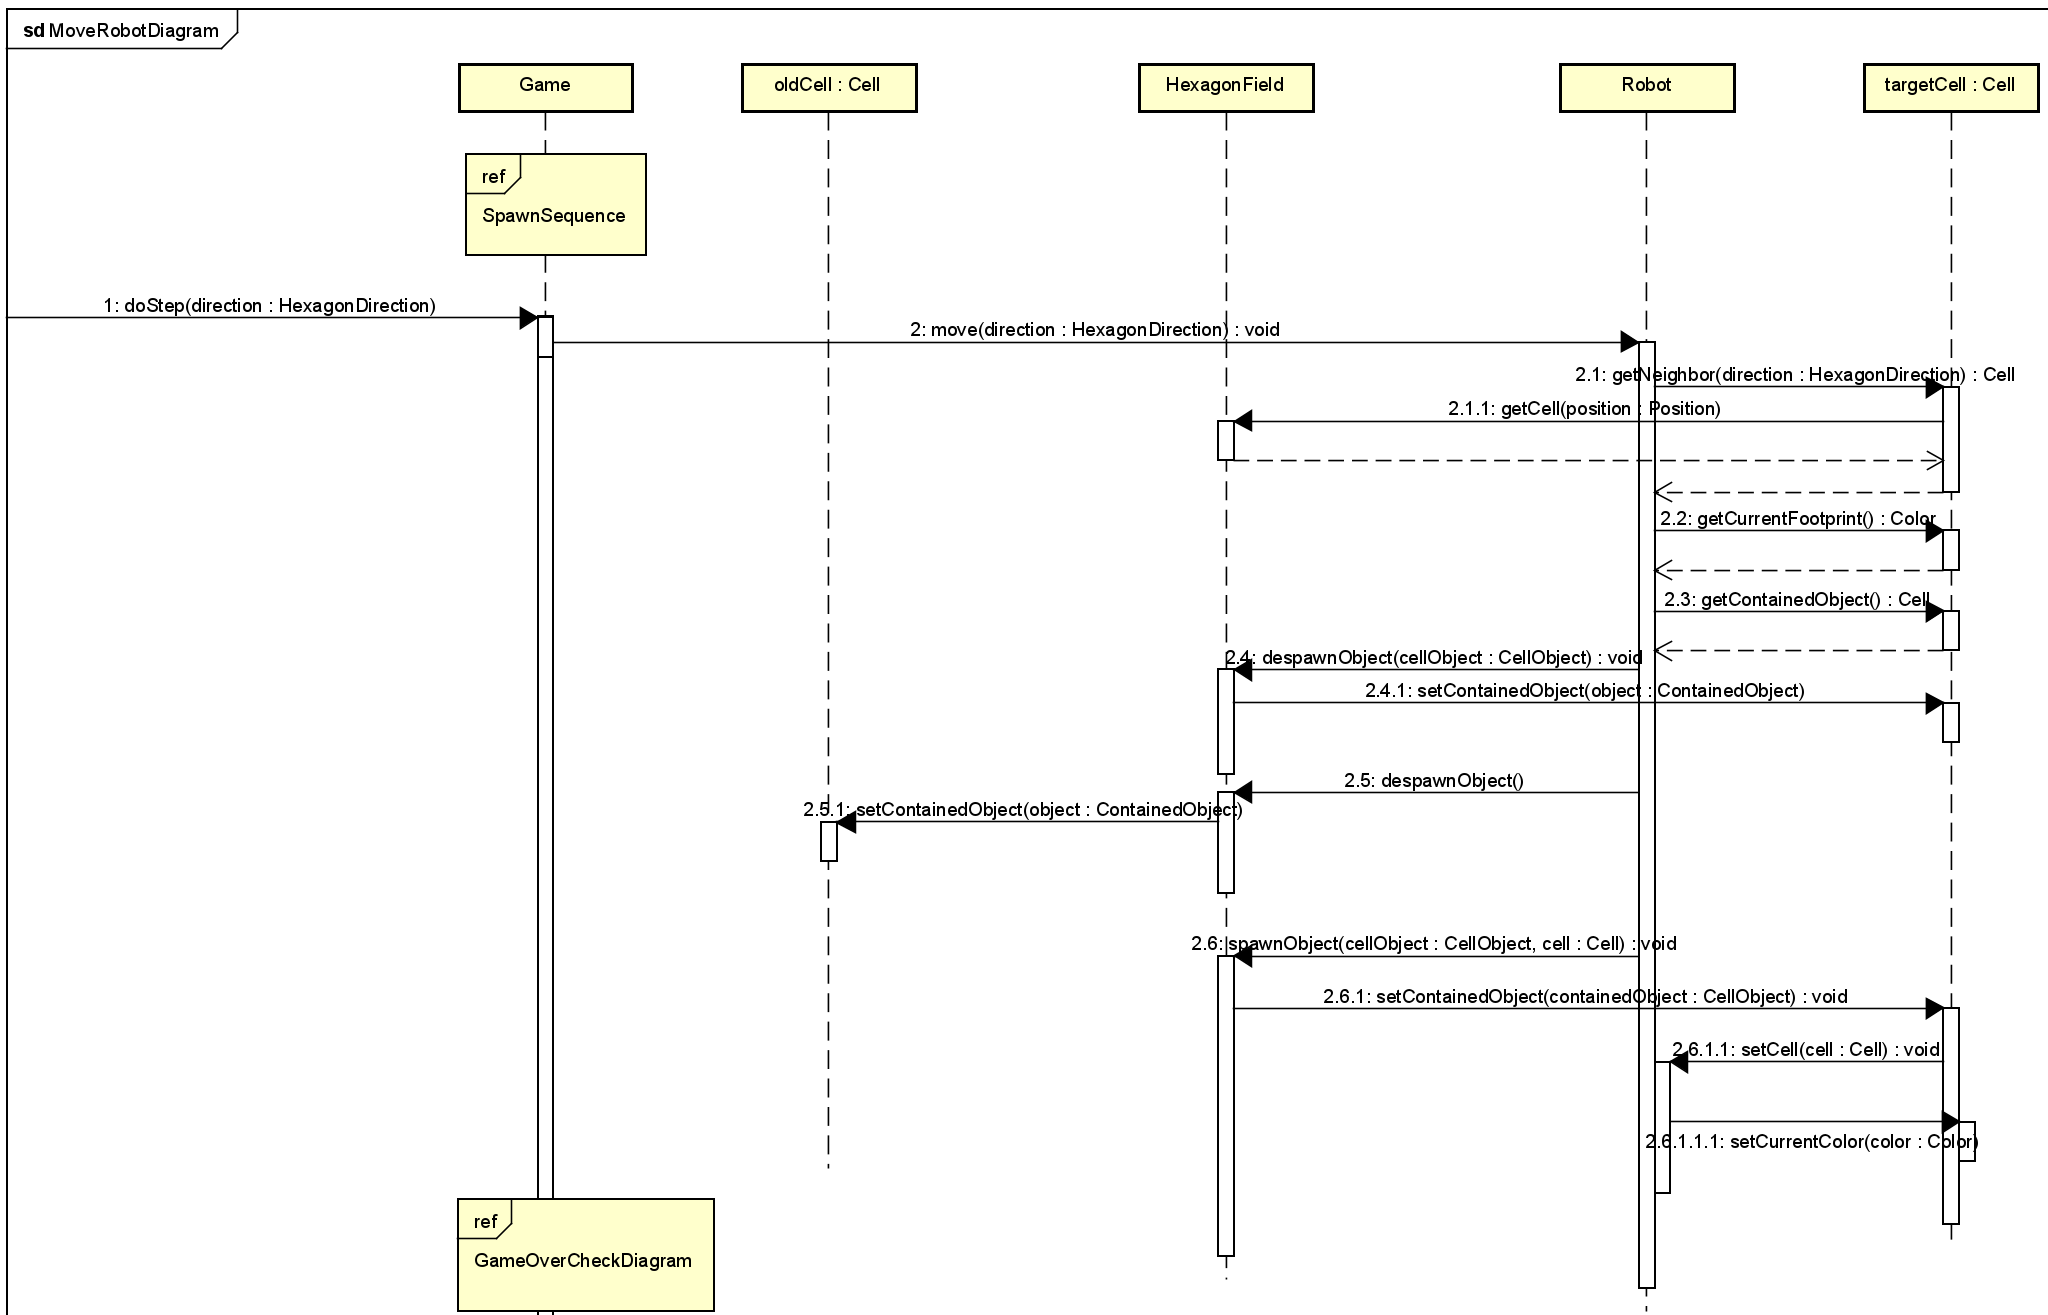 sd MoveRobotDiagram
Game
oldCell : Cell
HexagonField
Robot
targetCell : Cell
ref
SpawnSequence
1: doStep(direction : HexagonDirection)
2: move(direction : HexagonDirection) : void
2.1: getNeighbor(direction : HexagonDirection) : Cell
2.1.1: getCell(position : Position)
2.2: getCurrentFootprint() : Color
2.3: getContainedObject() : Cell
2.4: despawnObject(cellObject : CellObject) : void
2.4.1: setContainedObject(object : ContainedObject)
2.5: despawnObject()
2.5.1: setContainedObject(object : ContainedObject)
2.6: spawnObject(cellObject : CellObject, cell : Cell) : void
2.6.1: setContainedObject(containedObject : CellObject) : void
2.6.1.1: setCell(cell : Cell) : void
2.6.1.1.1: setCurrentColor(color : Color)
ref
GameOverCheckDiagram